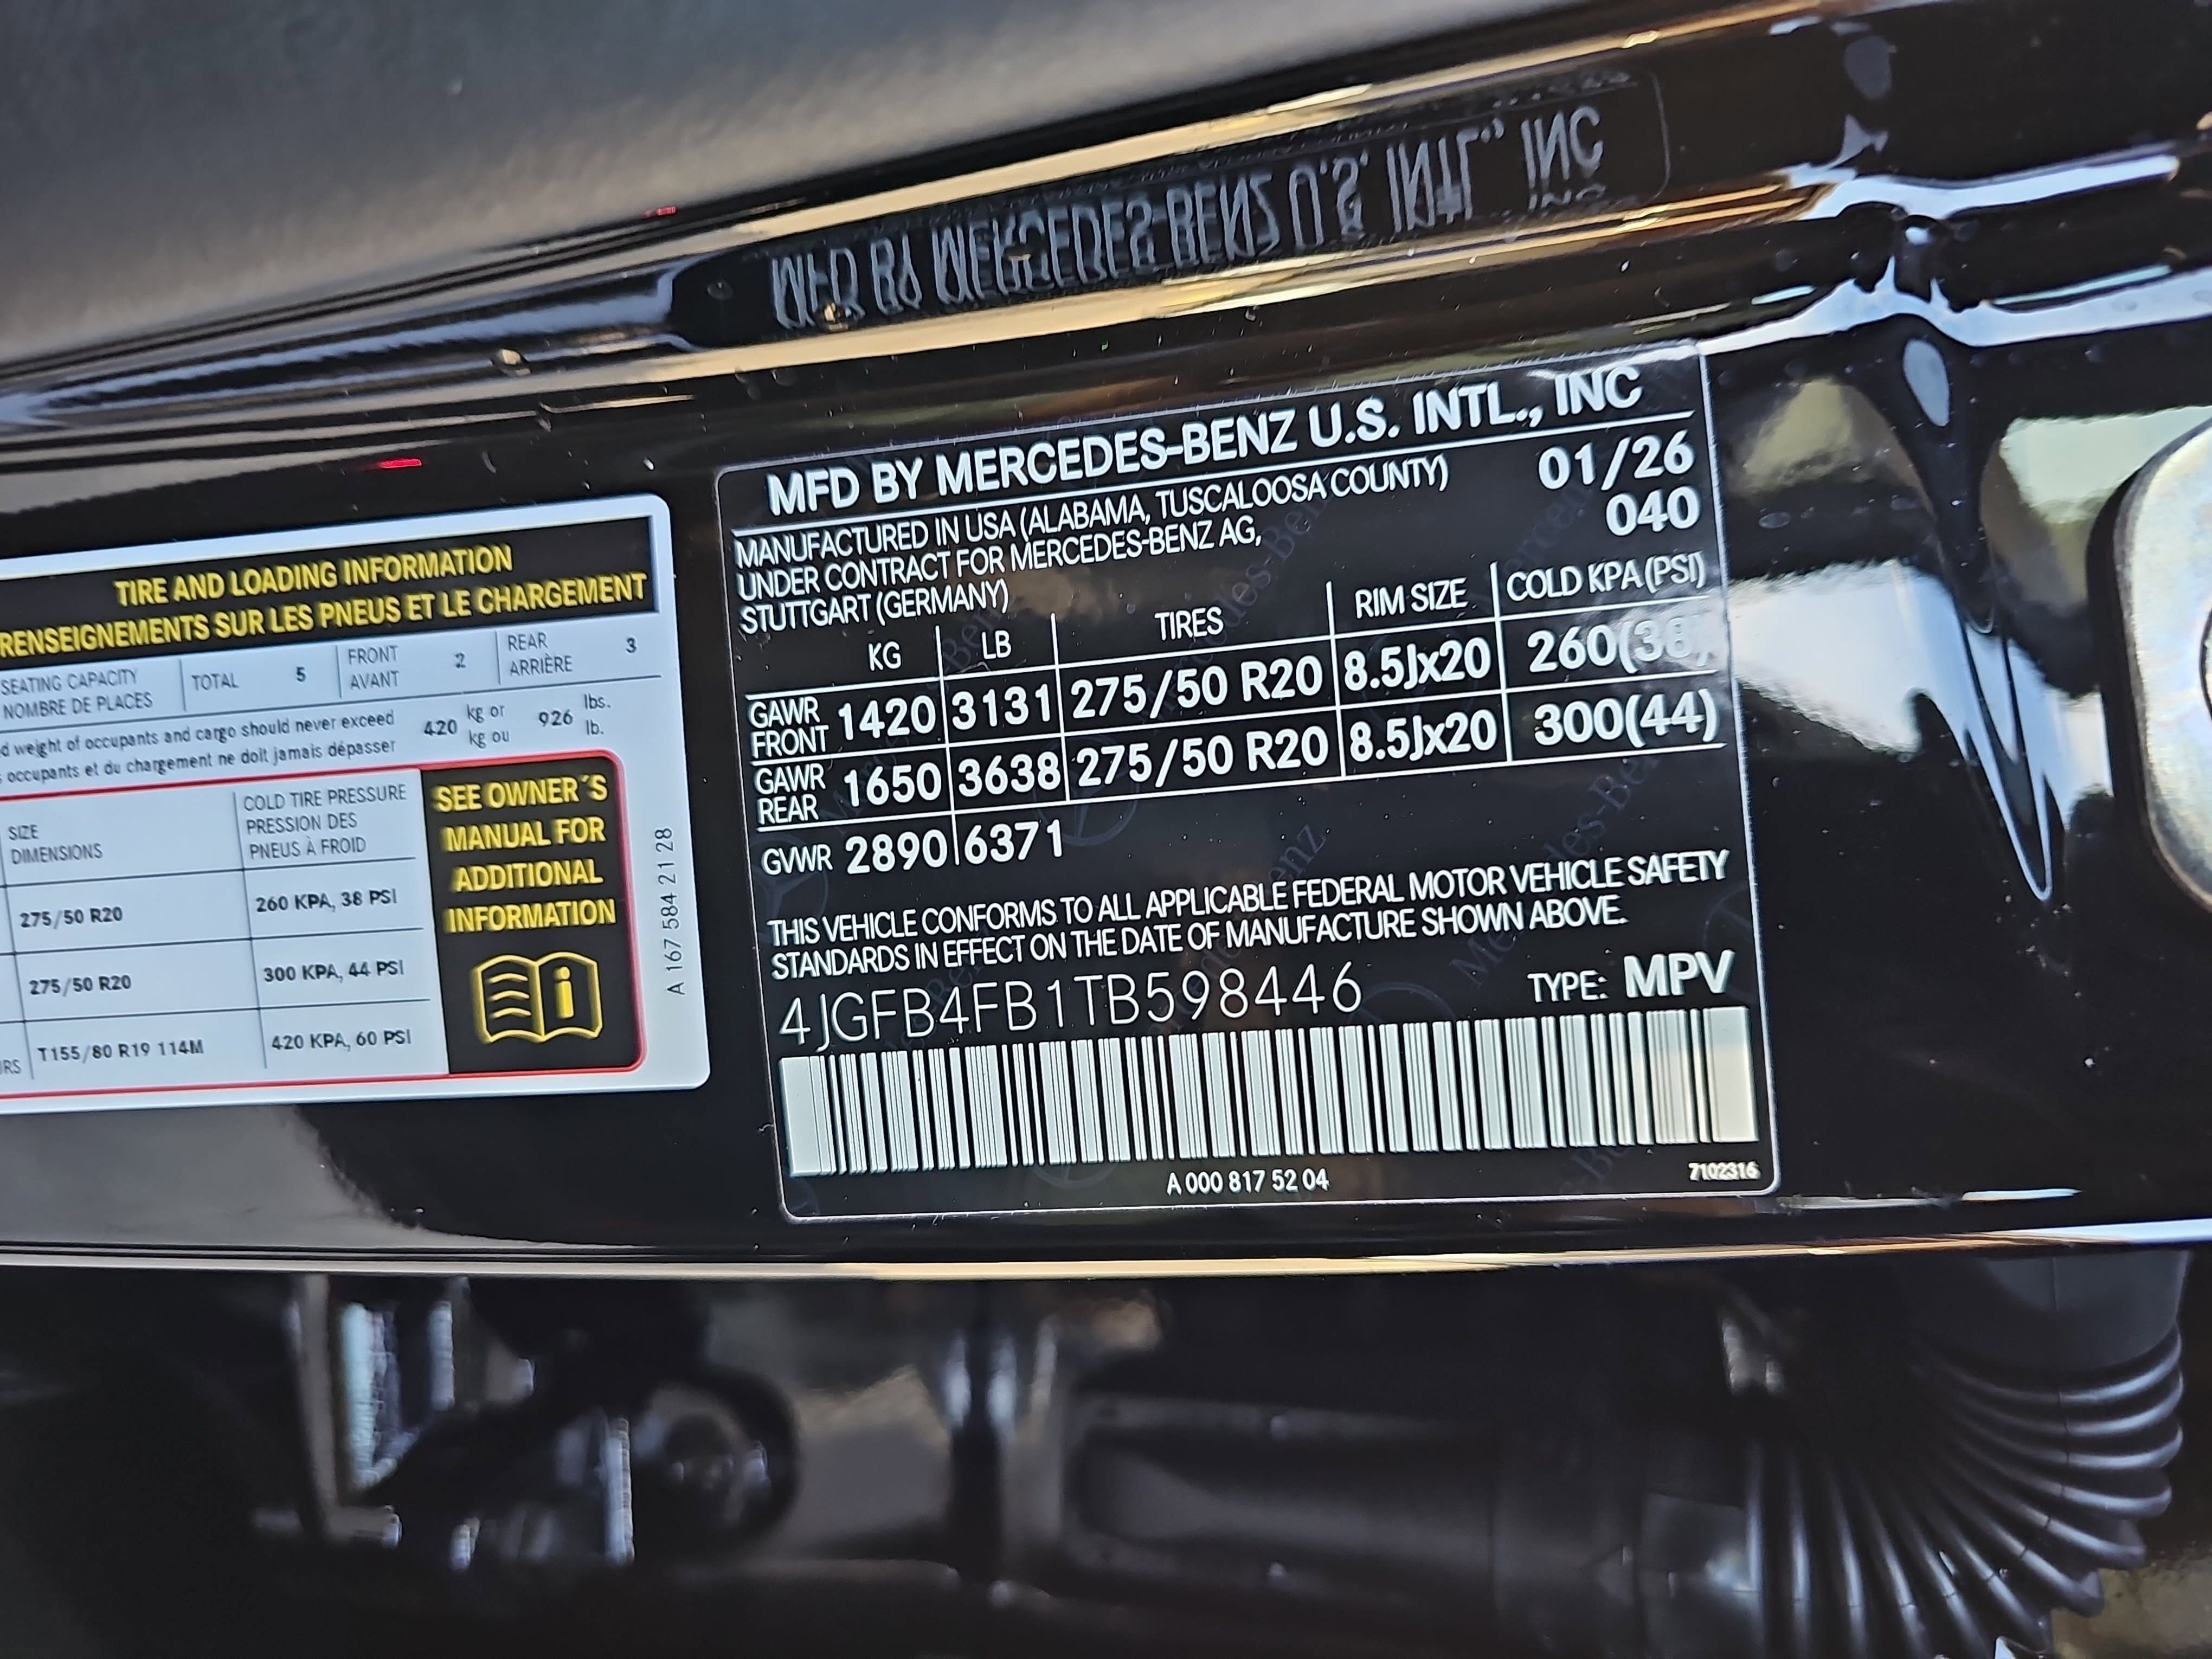 TIRE AND LOADING INFORMATION
RENSEIGNEMENTS SUR LES PNEUS ET LE CHARGEMENT
SEATING CAPACITY TOTAL 5 FRONT 2 REAR 3
NOMBRE DE PLACES AVANT ARRIÈRE
weight of occupants and cargo should never exceed 420 kg or 926 lbs.
occupants et du chargement ne doit jamais dépasser kg ou lb.
SIZE COLD TIRE PRESSURE
DIMENSIONS PRESSION DES
PNEUS À FROID
275/50 R20 260 KPA, 38 PSI
275/50 R20 300 KPA, 44 PSI
T155/80 R19 114M 420 KPA, 60 PSI
SEE OWNER´S
MANUAL FOR
ADDITIONAL
INFORMATION
i
A 167 584 21 28
MFD BY MERCEDES-BENZ U.S. INTL., INC
MANUFACTURED IN USA (ALABAMA, TUSCALOOSA COUNTY) 01/26
UNDER CONTRACT FOR MERCEDES-BENZ AG, 040
STUTTGART (GERMANY)
KG LB TIRES RIM SIZE COLD KPA (PSI)
GAWR FRONT 1420 3131 275/50 R20 8.5Jx20 260(38)
GAWR REAR 1650 3638 275/50 R20 8.5Jx20 300(44)
GVWR 2890 6371
THIS VEHICLE CONFORMS TO ALL APPLICABLE FEDERAL MOTOR VEHICLE SAFETY
STANDARDS IN EFFECT ON THE DATE OF MANUFACTURE SHOWN ABOVE.
4JGFB4FB1TB598446 TYPE: MPV
A 000 817 52 04 7102316